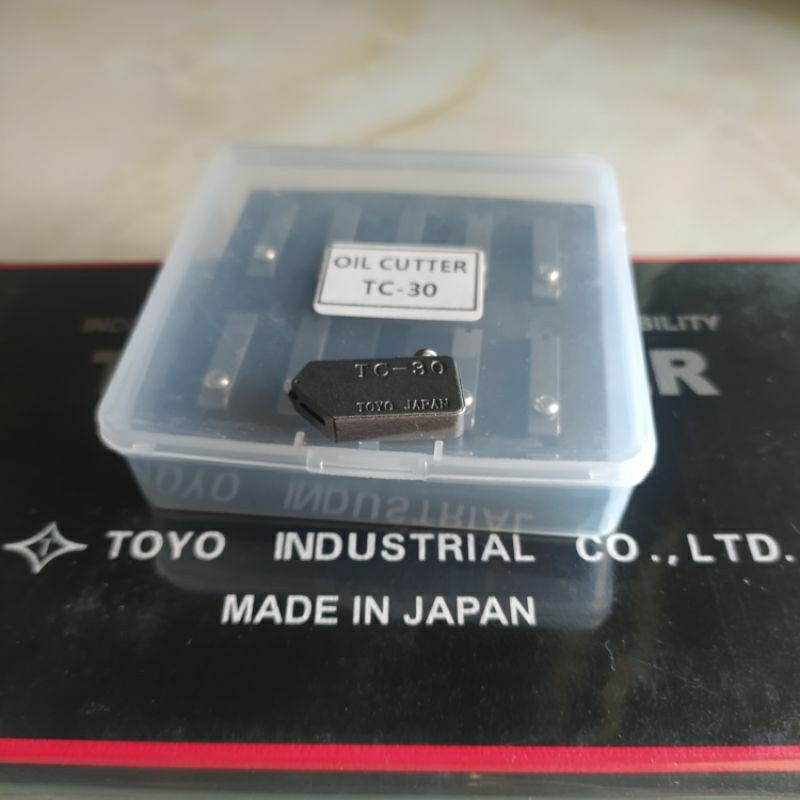 OIL CUTTER
TC-30
TC-30
TOYO JAPAN
TOYO INDUSTRIAL CO.,LTD.
MADE IN JAPAN